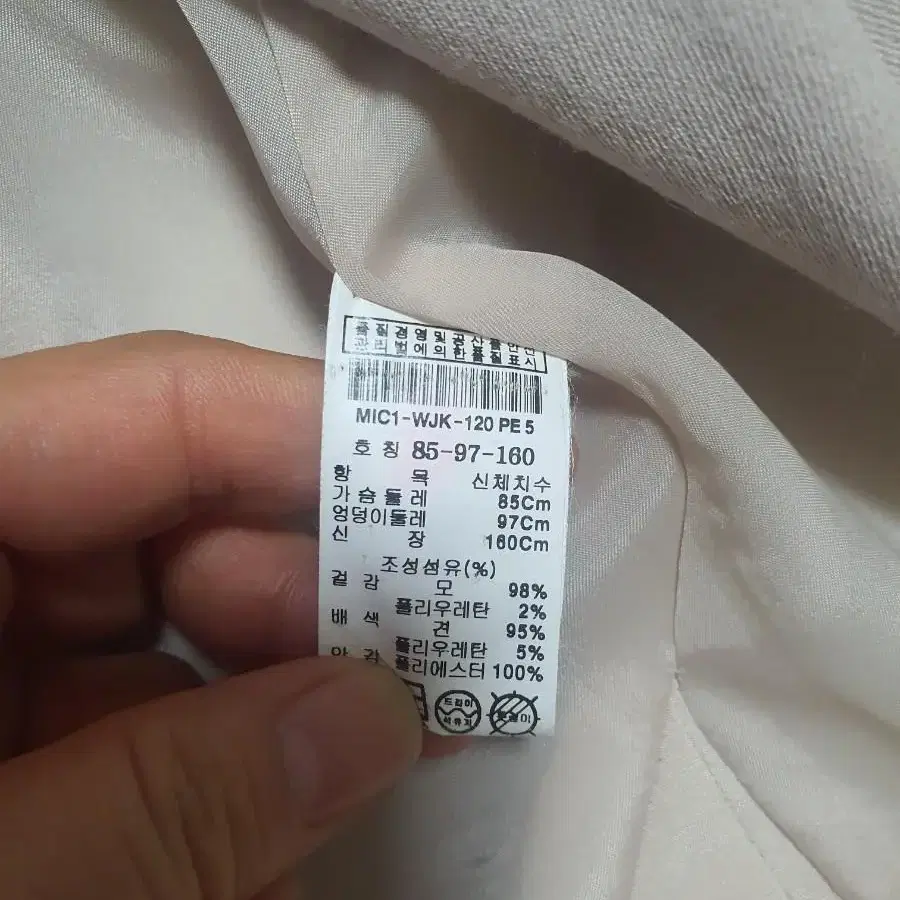 품질경영및공산품안전
관리법에의한품질표시
MIC1-WJK-120 PE 5
호 칭 85-97-160
항 목 신체치수
가슴둘레 85Cm
엉덩이둘레 97Cm
신 장 160Cm
조성섬유(%)
겉 감 모 98%
폴리우레탄 2%
배 색 견 95%
폴리우레탄 5%
안 감 폴리에스터 100%
드라이
석유계